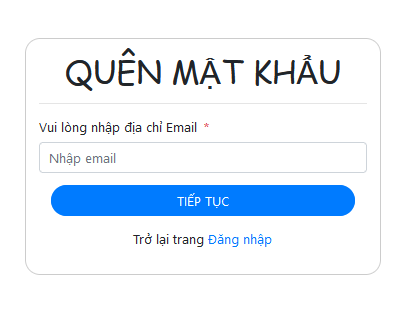 QUÊN MẬT KHẨU
Vui lòng nhập địa chỉ Email *
Nhập email
TIẾP TỤC
Trở lại trang Đăng nhập